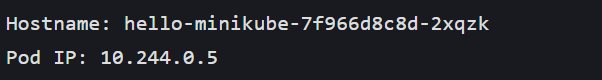 Hostname: hello-minikube-7f966d8c8d-2xqzk
Pod IP: 10.244.0.5